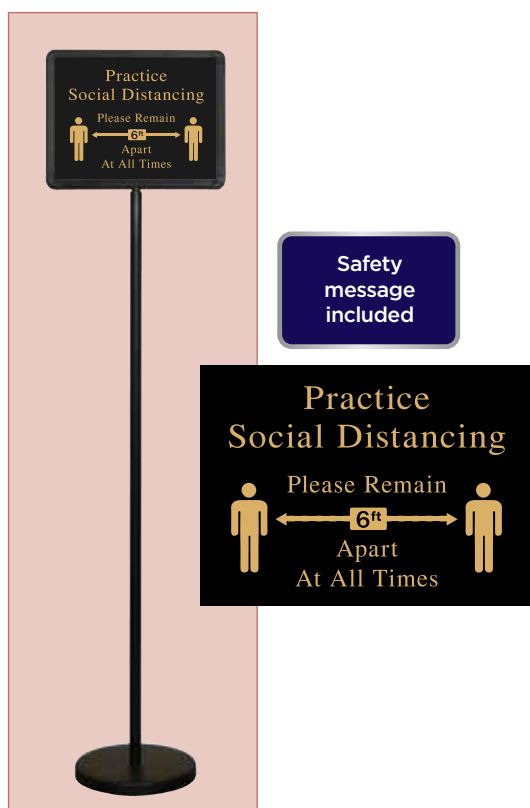 Practice
Social Distancing
Please Remain
6ft
Apart
At All Times
Safety
message
included
Practice
Social Distancing
Please Remain
6ft
Apart
At All Times